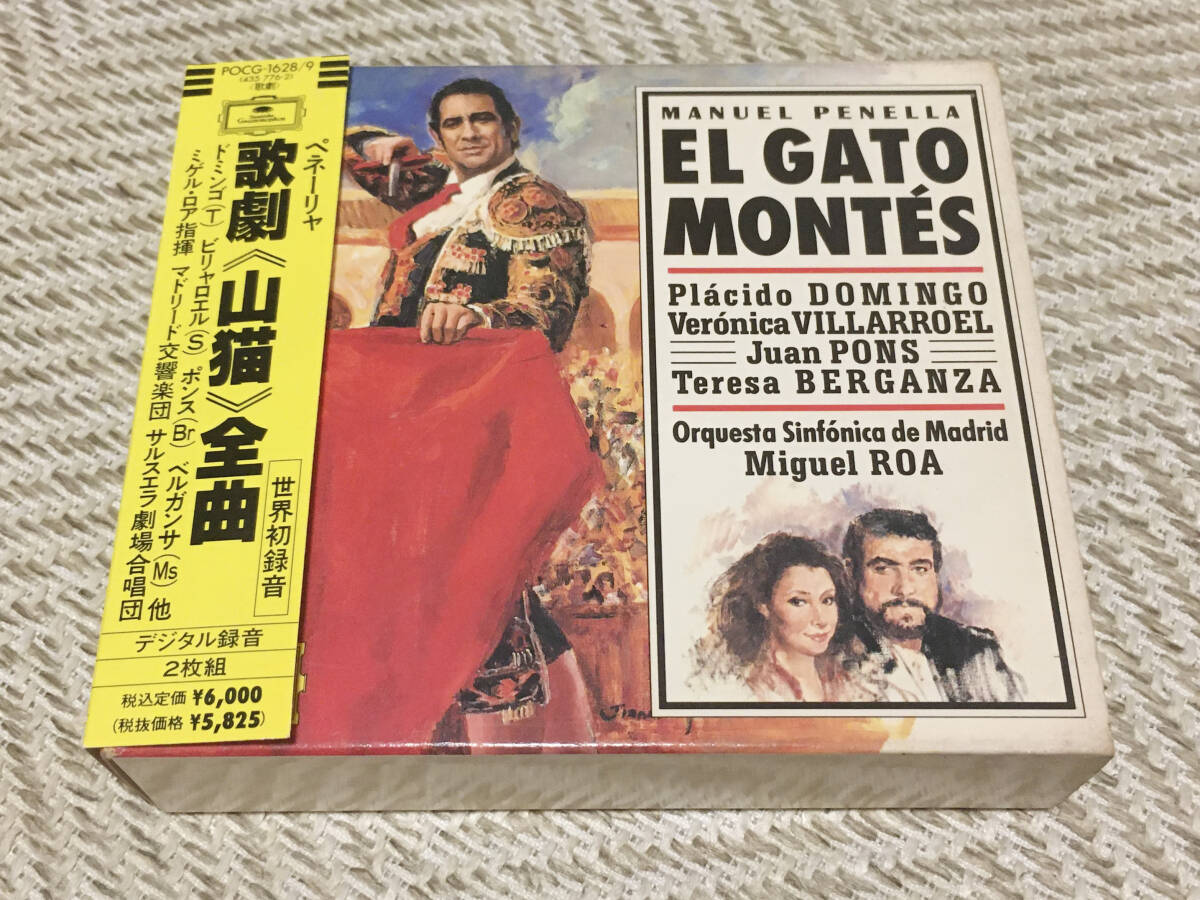 POCG-1628/9
(435 776-2)
〈歌劇〉
Deutsche
Grammophon
ペネーリャ
歌劇《山猫》全曲
世界初録音
ドミンゴ(T) ビリャロエル(S) ポンス(Br) ベルガンサ(Ms)他
ミゲル・ロア指揮 マドリード交響楽団 サルスエラ劇場合唱団
デジタル録音
2枚組
税込定価 ¥6,000
(税抜価格 ¥5,825)
MANUEL PENELLA
EL GATO
MONTÉS
Plácido DOMINGO
Verónica VILLARROEL
Juan PONS
Teresa BERGANZA
Orquesta Sinfónica de Madrid
Miguel ROA